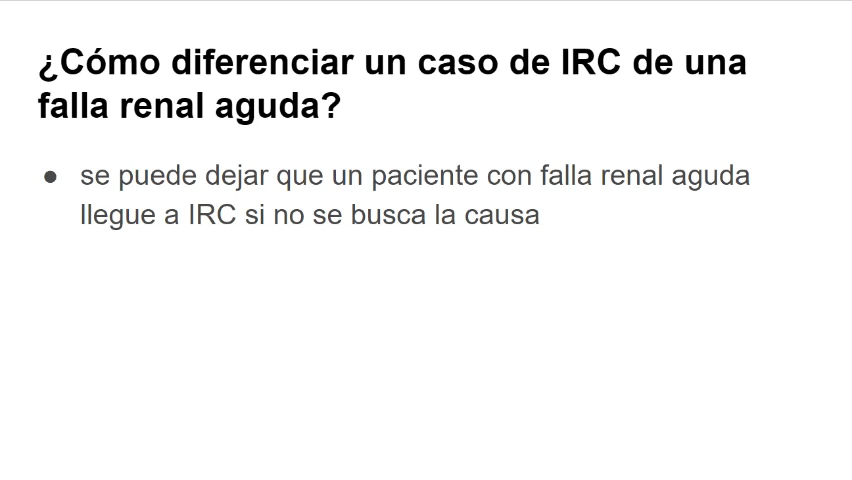 ¿Cómo diferenciar un caso de IRC de una
falla renal aguda?
● se puede dejar que un paciente con falla renal aguda
llegue a IRC si no se busca la causa